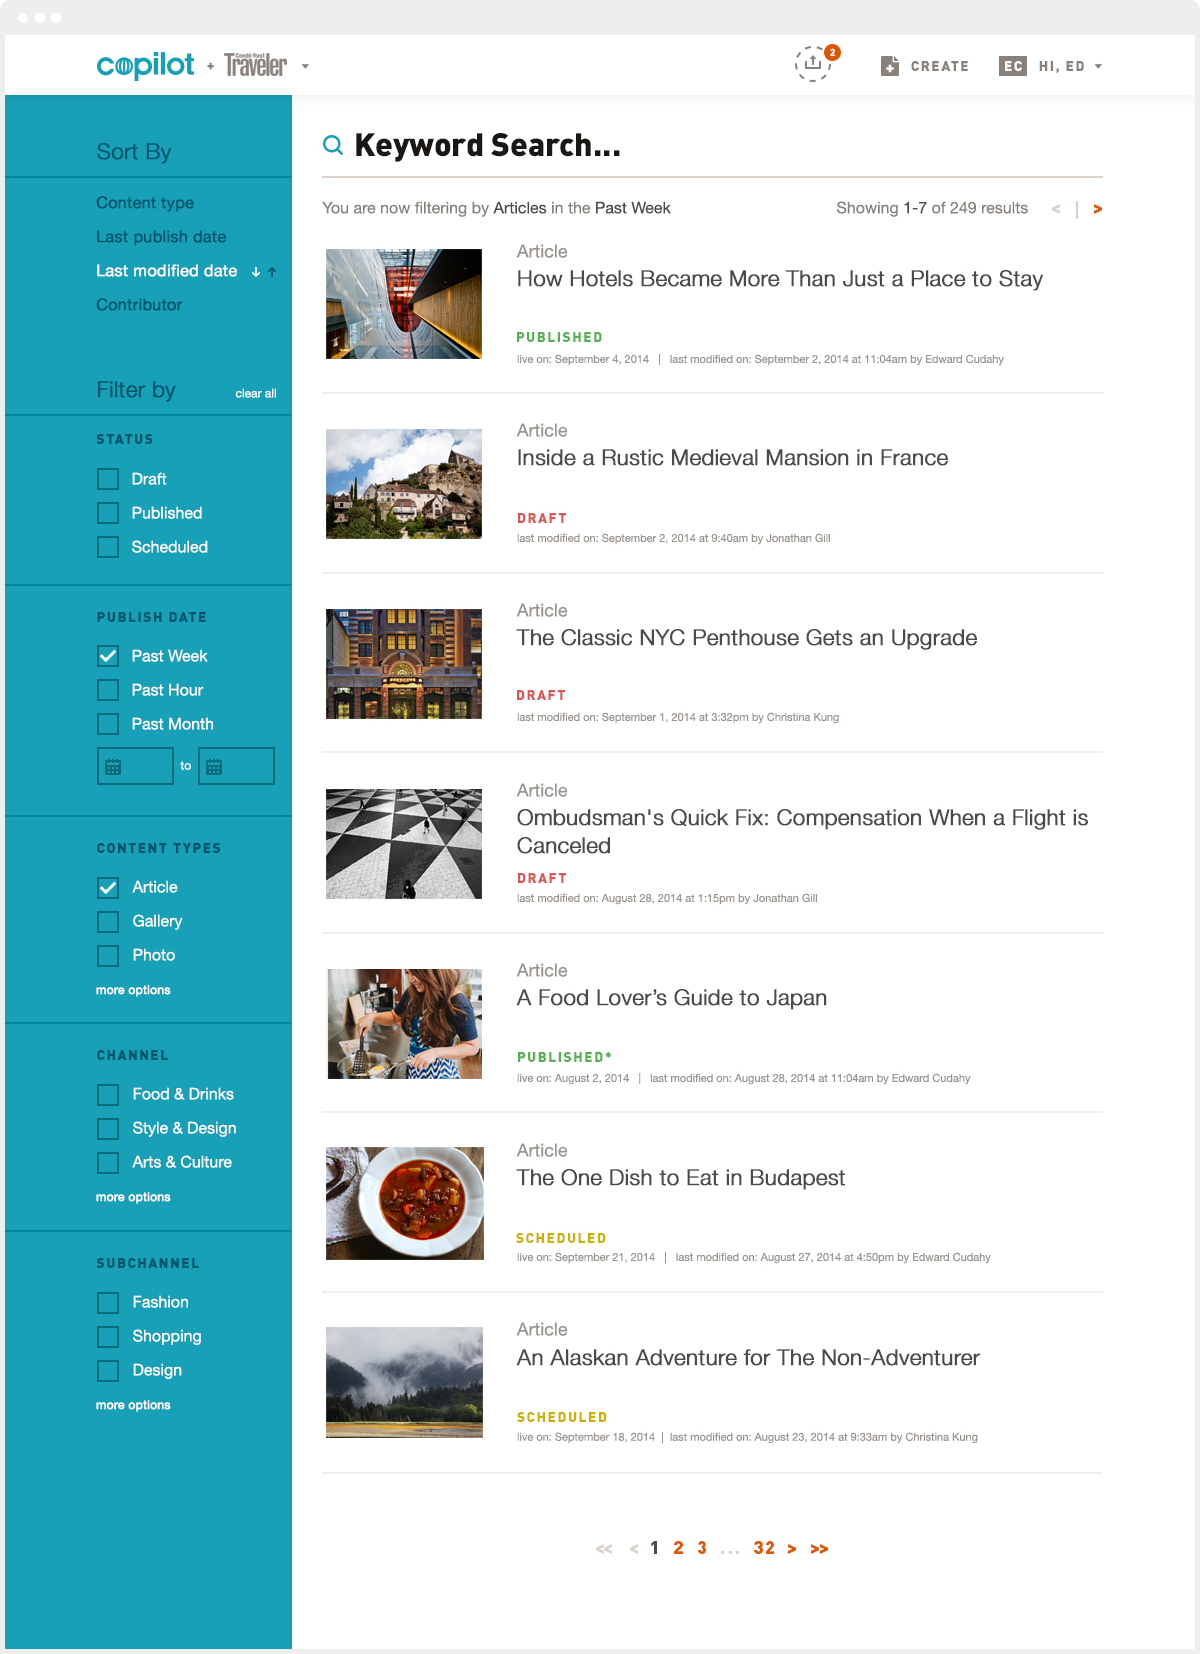 copilot + Condé Nast Traveler
2
CREATE
EC HI, ED
Sort By
Content type
Last publish date
Last modified date ↓ ↑
Contributor
Filter by clear all
STATUS
Draft
Published
Scheduled
PUBLISH DATE
Past Week
Past Hour
Past Month
to
CONTENT TYPES
Article
Gallery
Photo
more options
CHANNEL
Food & Drinks
Style & Design
Arts & Culture
more options
SUBCHANNEL
Fashion
Shopping
Design
more options
Keyword Search...
You are now filtering by Articles in the Past Week
Showing 1-7 of 249 results < | >
Article
How Hotels Became More Than Just a Place to Stay
PUBLISHED
live on: September 4, 2014 | last modified on: September 2, 2014 at 11:04am by Edward Cudahy
Article
Inside a Rustic Medieval Mansion in France
DRAFT
last modified on: September 2, 2014 at 9:40am by Jonathan Gill
Article
The Classic NYC Penthouse Gets an Upgrade
DRAFT
last modified on: September 1, 2014 at 3:32pm by Christina Kung
Article
Ombudsman's Quick Fix: Compensation When a Flight is
Canceled
DRAFT
last modified on: August 28, 2014 at 1:15pm by Jonathan Gill
Article
A Food Lover’s Guide to Japan
PUBLISHED*
live on: August 2, 2014 | last modified on: August 28, 2014 at 11:04am by Edward Cudahy
Article
The One Dish to Eat in Budapest
SCHEDULED
live on: September 21, 2014 | last modified on: August 27, 2014 at 4:50pm by Edward Cudahy
Article
An Alaskan Adventure for The Non-Adventurer
SCHEDULED
live on: September 18, 2014 | last modified on: August 23, 2014 at 9:33am by Christina Kung
<< < 1 2 3 ... 32 > >>